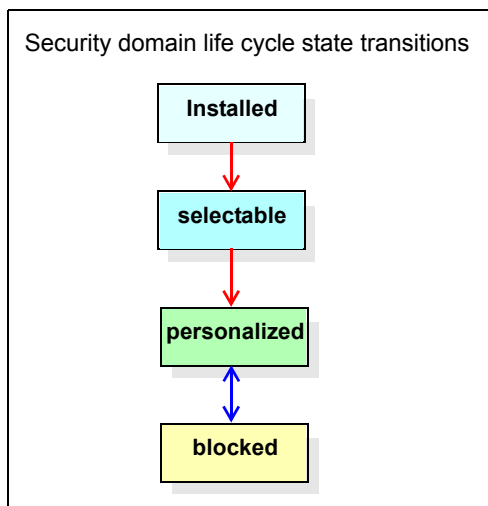 Security domain life cycle state transitions
Installed
selectable
personalized
blocked